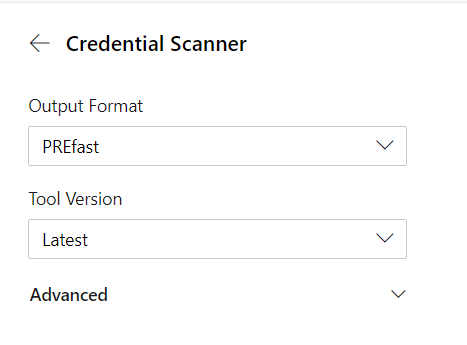 Credential Scanner
Output Format
PREfast
Tool Version
Latest
Advanced